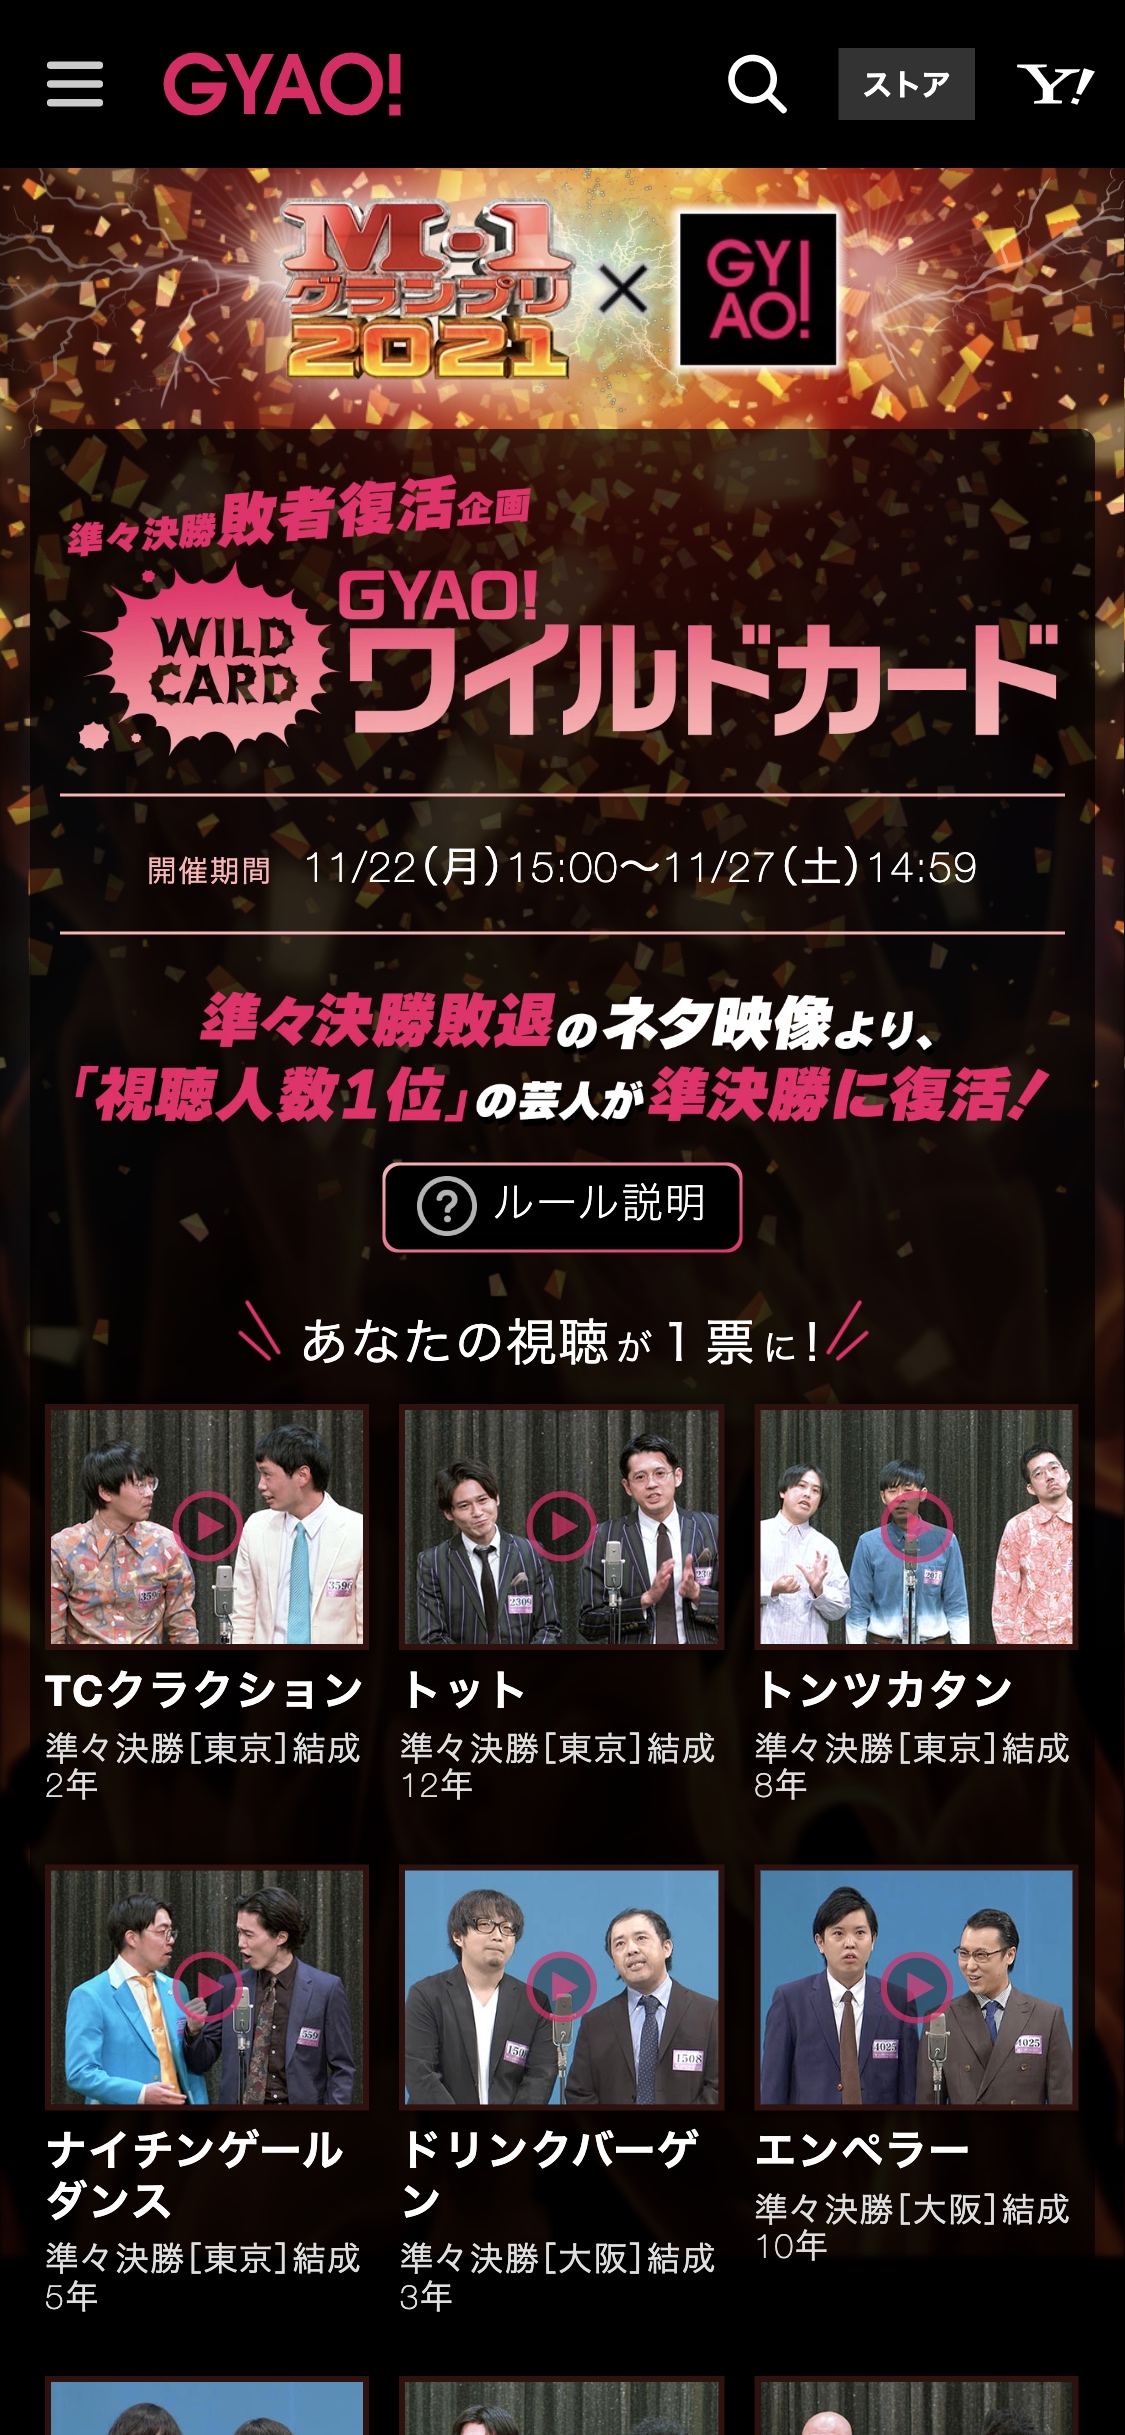 GYAO!
ストア
Y!
M-1
グランプリ
2021
×
GY
AO!
準々決勝敗者復活企画
WILD
CARD
GYAO!
ワイルドカード
開催期間 11/22(月)15:00〜11/27(土)14:59
準々決勝敗退のネタ映像より、
「視聴人数1位」の芸人が準決勝に復活!
? ルール説明
あなたの視聴が1票に!
3596
2309
TCクラクション
トット
トンツカタン
準々決勝[東京]結成
2年
準々決勝[東京]結成
12年
準々決勝[東京]結成
8年
1508
4025
4025
ナイチンゲール
ダンス
ドリンクバーゲ
ン
エンペラー
準々決勝[東京]結成
5年
準々決勝[大阪]結成
3年
準々決勝[大阪]結成
10年